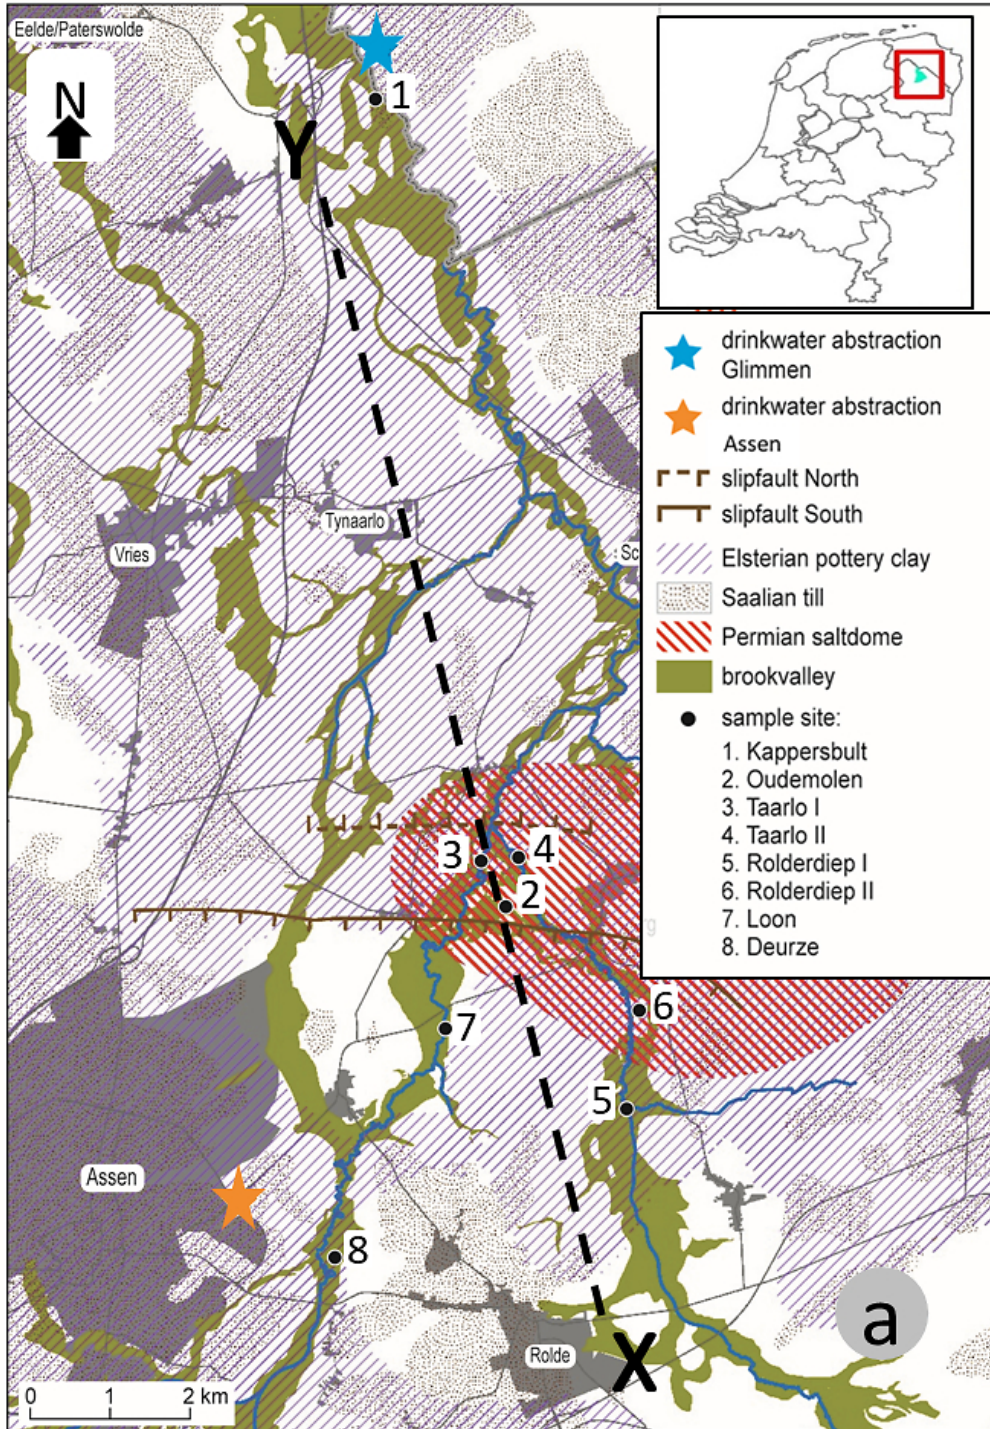 Eelde/Paterswolde
N
1
Y
drinkwater abstraction
Glimmen
drinkwater abstraction
Assen
slipfault North
slipfault South
Elsterian pottery clay
Saalian till
Permian saltdome
brookvalley
sample site:
1. Kappersbult
2. Oudemolen
3. Taarlo I
4. Taarlo II
5. Rolderdiep I
6. Rolderdiep II
7. Loon
8. Deurze
Tynaarlo
Vries
Sc
3
4
2
rg
6
7
5
Assen
8
a
Rolde
X
0 1 2 km